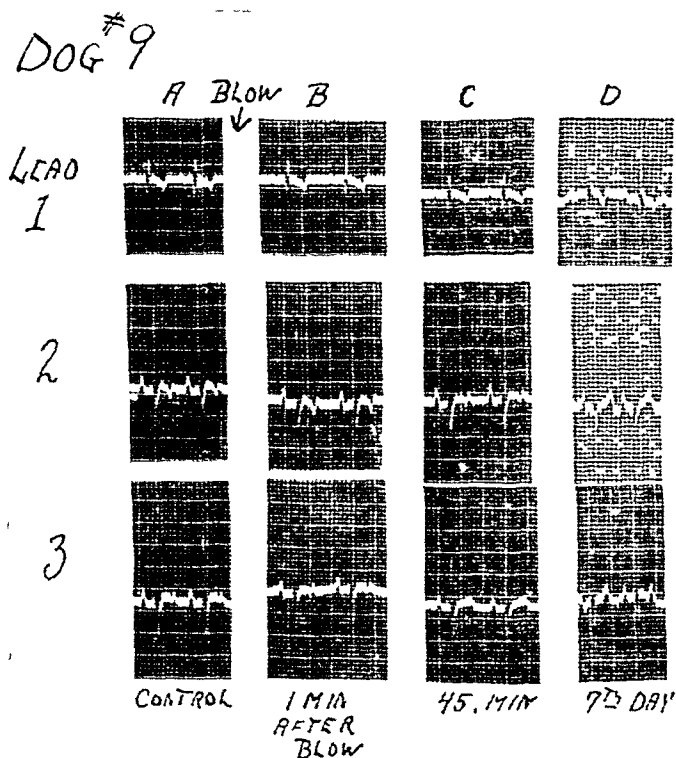 DOG #9
A BLOW B C D
LEAD
1
2
3
CONTROL 1 MIN 45. MIN 7TH DAY
AFTER
BLOW